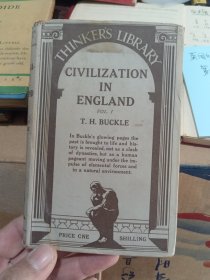 THINKERS LIBRARY
CIVILIZATION
IN
ENGLAND
VOL. I
T. H. BUCKLE
In Buckle's glowing pages the
past is brought to life and his-
tory is revealed, not as a clash
of dynasties, but as a human
pageant moving under the im-
pulse of elemental forces and
in a natural environment.
PRICE ONE SHILLING